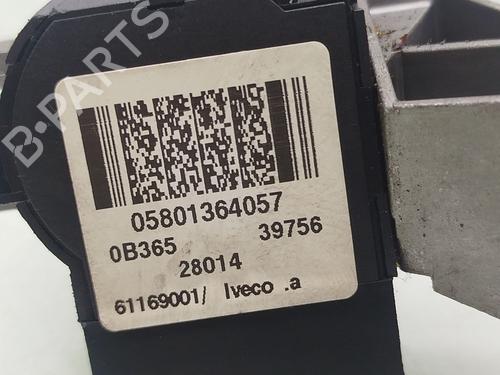 B-PARTS
05801364057
0B365 39756
28014
61169001/ Iveco .a